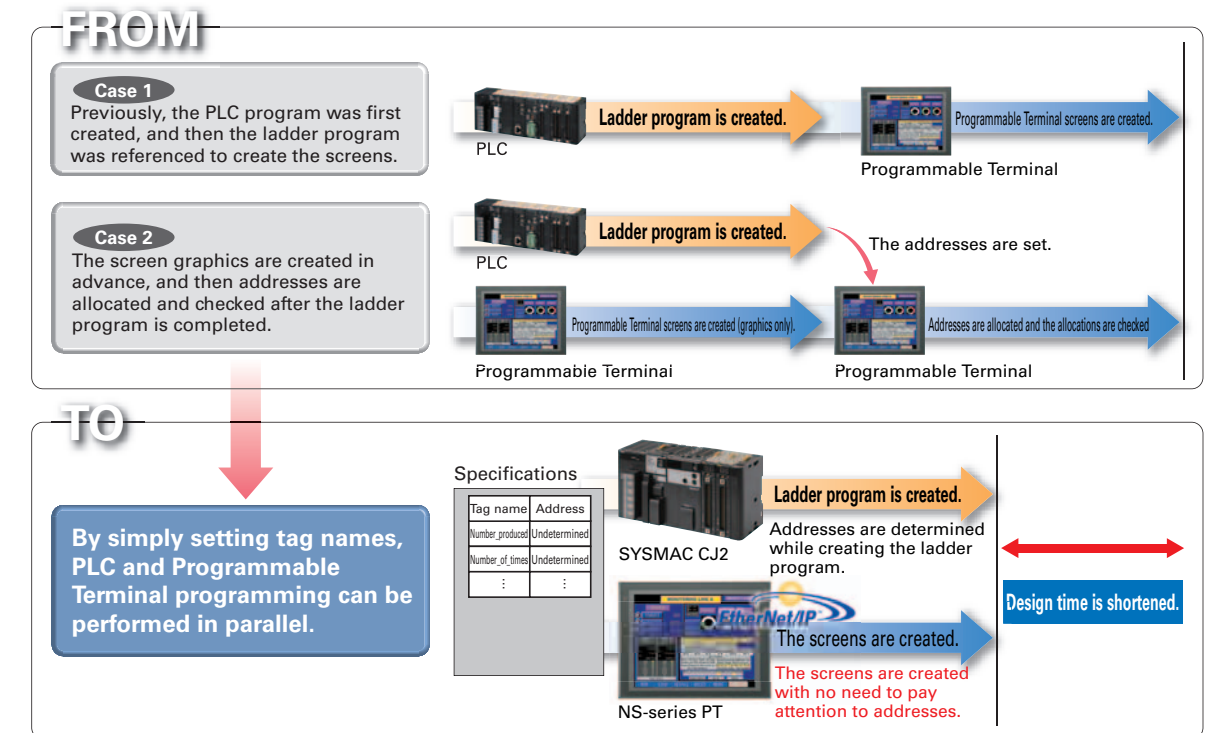 FROM
Case 1
Previously, the PLC program was first
created, and then the ladder program
was referenced to create the screens.
PLC
Ladder program is created.
Programmable Terminal screens are created.
Programmable Terminal
Case 2
The screen graphics are created in
advance, and then addresses are
allocated and checked after the ladder
program is completed.
PLC
Ladder program is created.
The addresses are set.
Programmable Terminal screens are created (graphics only).
Addresses are allocated and the allocations are checked
Programmable Terminal
Programmable Terminal
TO
By simply setting tag names,
PLC and Programmable
Terminal programming can be
performed in parallel.
Specifications
Tag name Address
Number_produced Undetermined
Number_of_times Undetermined
⋮ ⋮
SYSMAC CJ2
Ladder program is created.
Addresses are determined
while creating the ladder
program.
EtherNet/IP™
The screens are created.
The screens are created
with no need to pay
attention to addresses.
NS-series PT
Design time is shortened.